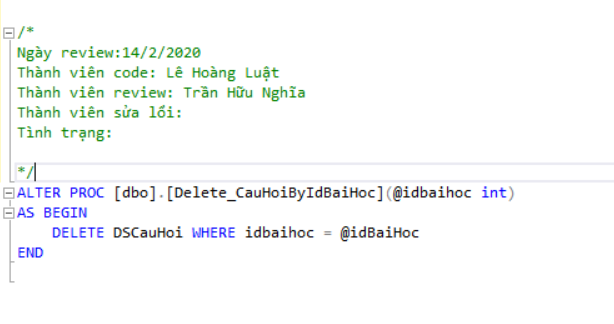 /*
Ngày review:14/2/2020
Thành viên code: Lê Hoàng Luật
Thành viên review: Trần Hữu Nghĩa
Thành viên sửa lổi:
Tình trạng:
*/
ALTER PROC [dbo].[Delete_CauHoiByIdBaiHoc](@idbaihoc int)
AS BEGIN
DELETE DSCauHoi WHERE idbaihoc = @idBaiHoc
END